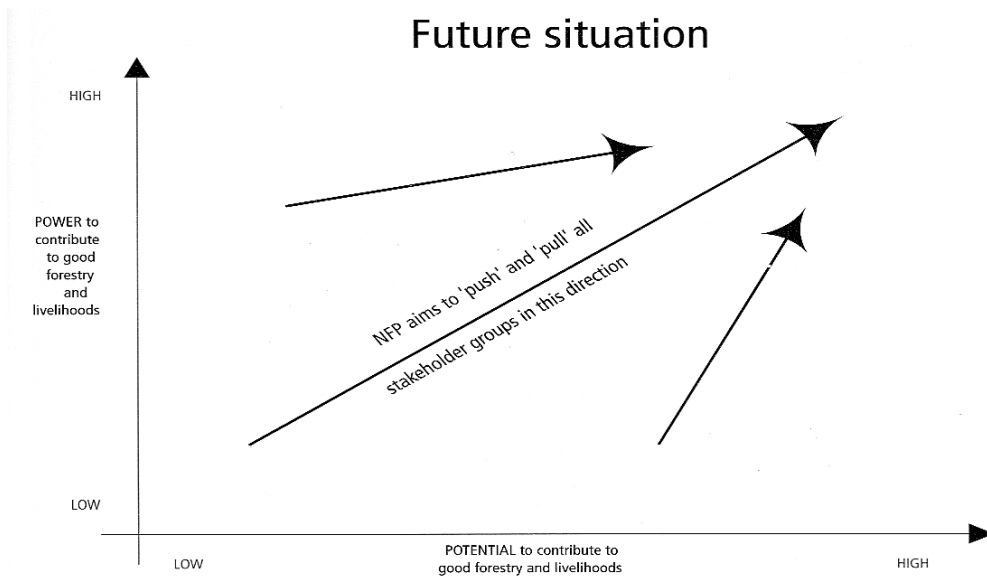 Future situation
HIGH
POWER to
contribute
to good
forestry
and
livelihoods
NFP aims to 'push' and 'pull' all
stakeholder groups in this direction
LOW
LOW
POTENTIAL to contribute to
good forestry and livelihoods
HIGH